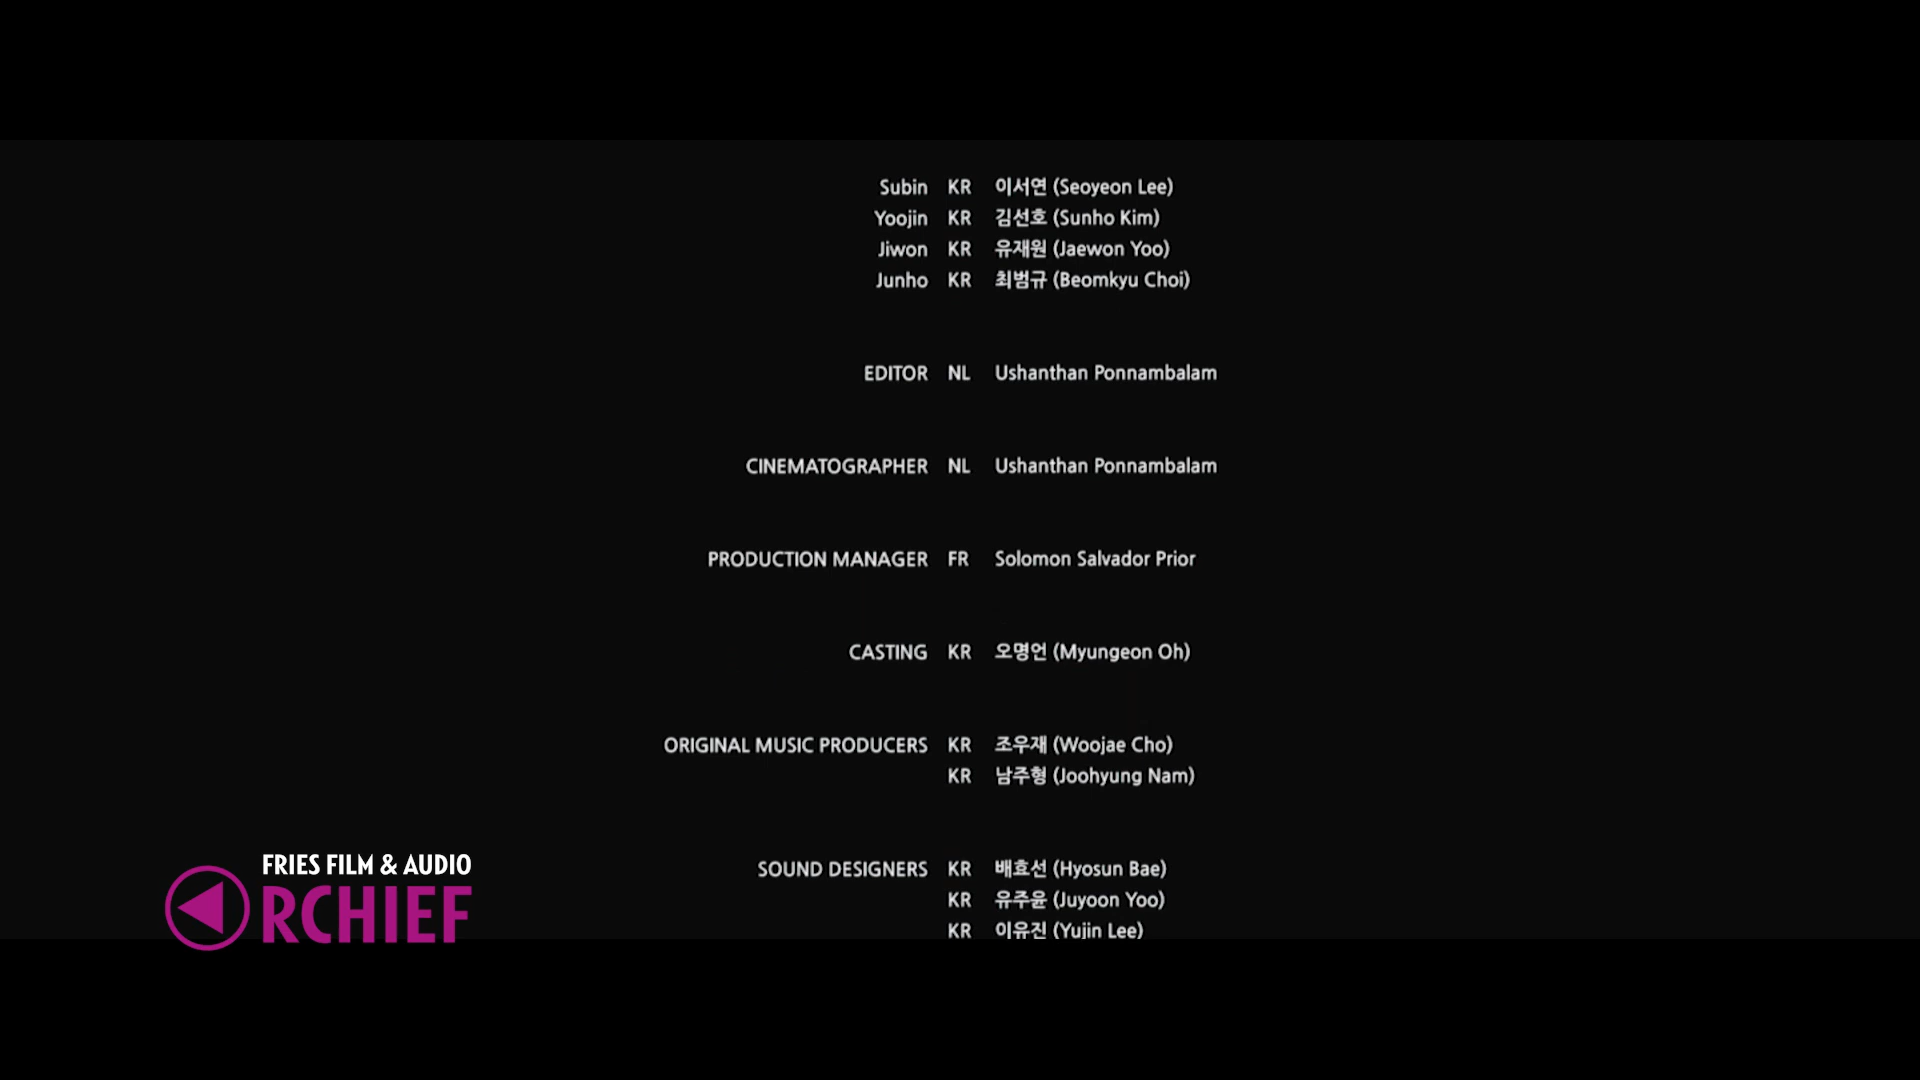 Subin KR 이서연 (Seoyeon Lee)
Yoojin KR 김선호 (Sunho Kim)
Jiwon KR 유재원 (Jaewon Yoo)
Junho KR 최범규 (Beomkyu Choi)
EDITOR NL Ushanthan Ponnambalam
CINEMATOGRAPHER NL Ushanthan Ponnambalam
PRODUCTION MANAGER FR Solomon Salvador Prior
CASTING KR 오명언 (Myungeon Oh)
ORIGINAL MUSIC PRODUCERS KR 조우재 (Woojae Cho)
KR 남주형 (Joohyung Nam)
SOUND DESIGNERS KR 배효선 (Hyosun Bae)
KR 유주윤 (Juyoon Yoo)
KR 이유진 (Yujin Lee)
FRIES FILM & AUDIO
RCHIEF